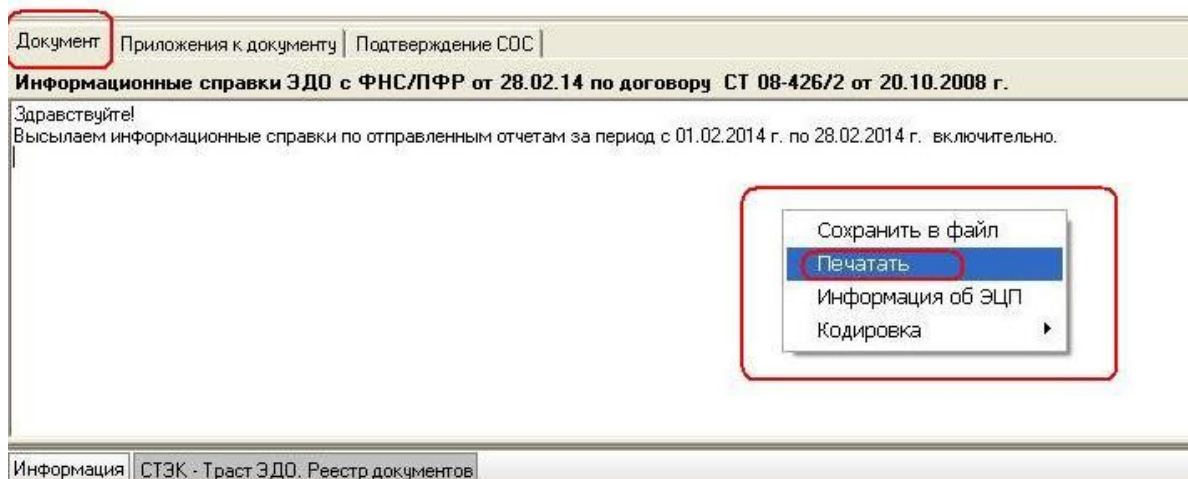 Документ Приложения к документу Подтверждение СОС
Информационные справки ЭДО с ФНС/ПФР от 28.02.14 по договору СТ 08-426/2 от 20.10.2008 г.
Здравствуйте!
Высылаем информационные справки по отправленным отчетам за период с 01.02.2014 г. по 28.02.2014 г. включительно.
Сохранить в файл
Печатать
Информация об ЭЦП
Кодировка
Информация СТЭК - Траст ЭДО. Реестр документов